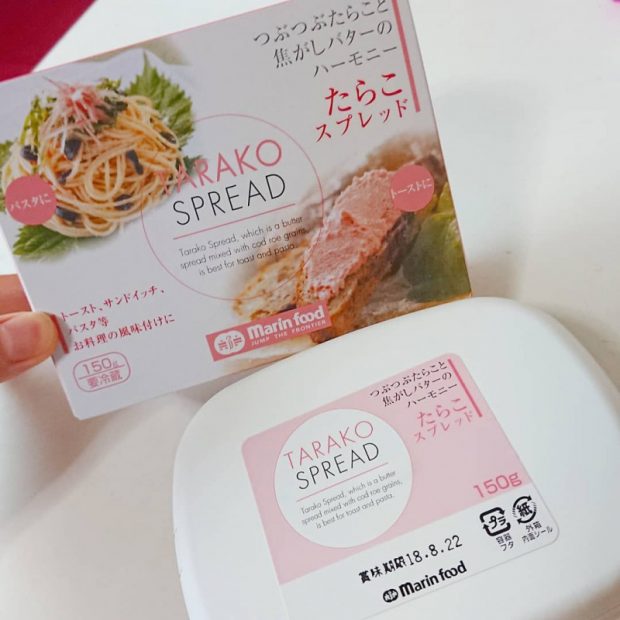 つぶつぶたらこと
焦がしバターの
ハーモニー
たらこ
スプレッド
TARAKO
SPREAD
Tarako Spread, which is a butter
spread mixed with cod roe grains,
is best for toast and pasta.
パスタに
トーストに
トースト、サンドイッチ、
パスタ等
お料理の風味付けに
150g
要冷蔵
marin food
JUMP THE FRONTIER
つぶつぶたらこと
焦がしバターの
ハーモニー
たらこ
スプレッド
TARAKO
SPREAD
Tarako Spread, which is a butter
spread mixed with cod roe grains,
is best for toast and pasta.
150g
プラ
容器
フタ
紙
外箱
内面シール
賞味期限18.8.22
marin food